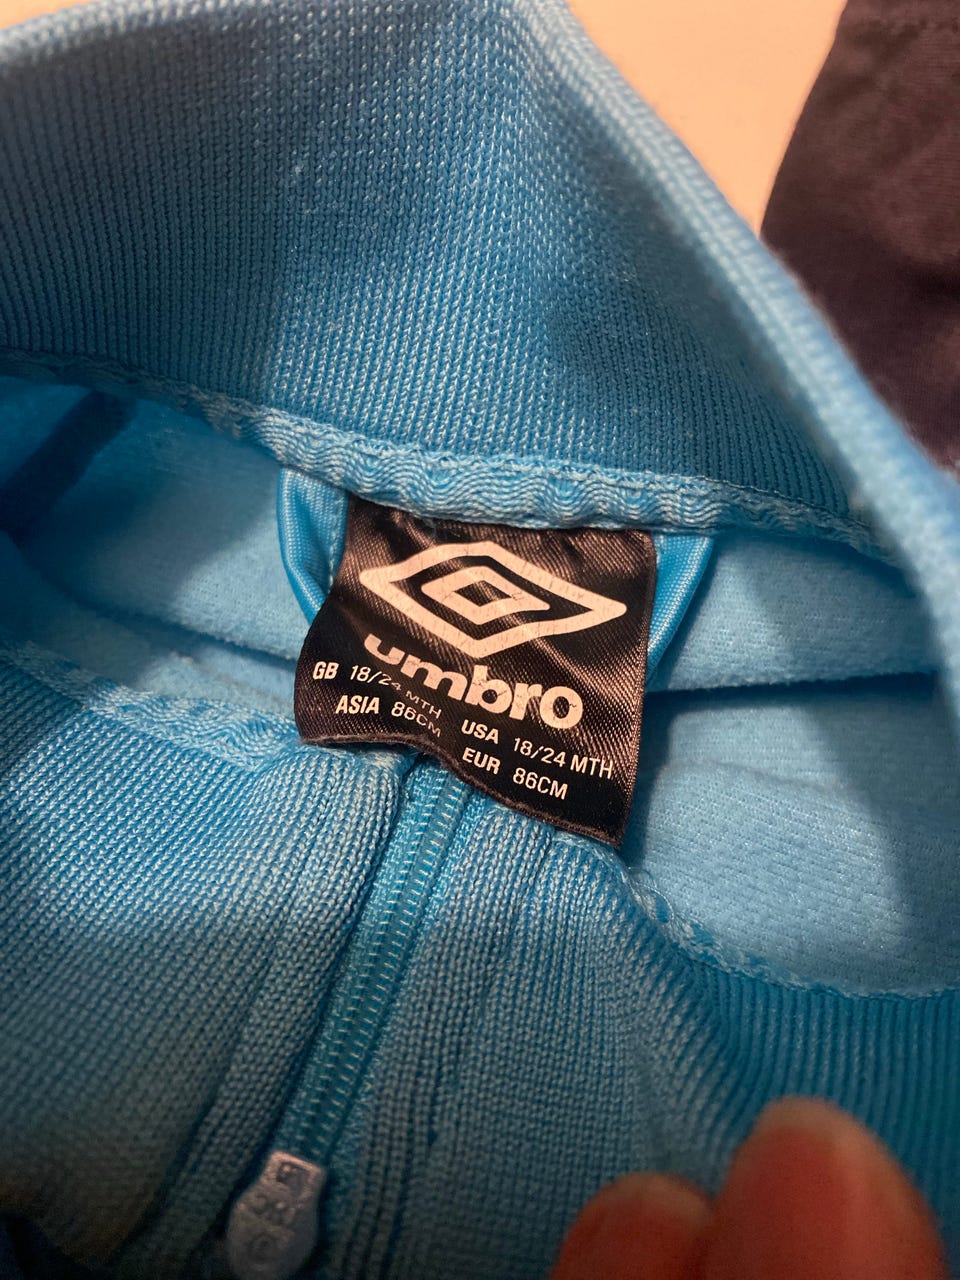 umbro
GB 18/24 MTH USA 18/24 MTH
ASIA 86CM EUR 86CM